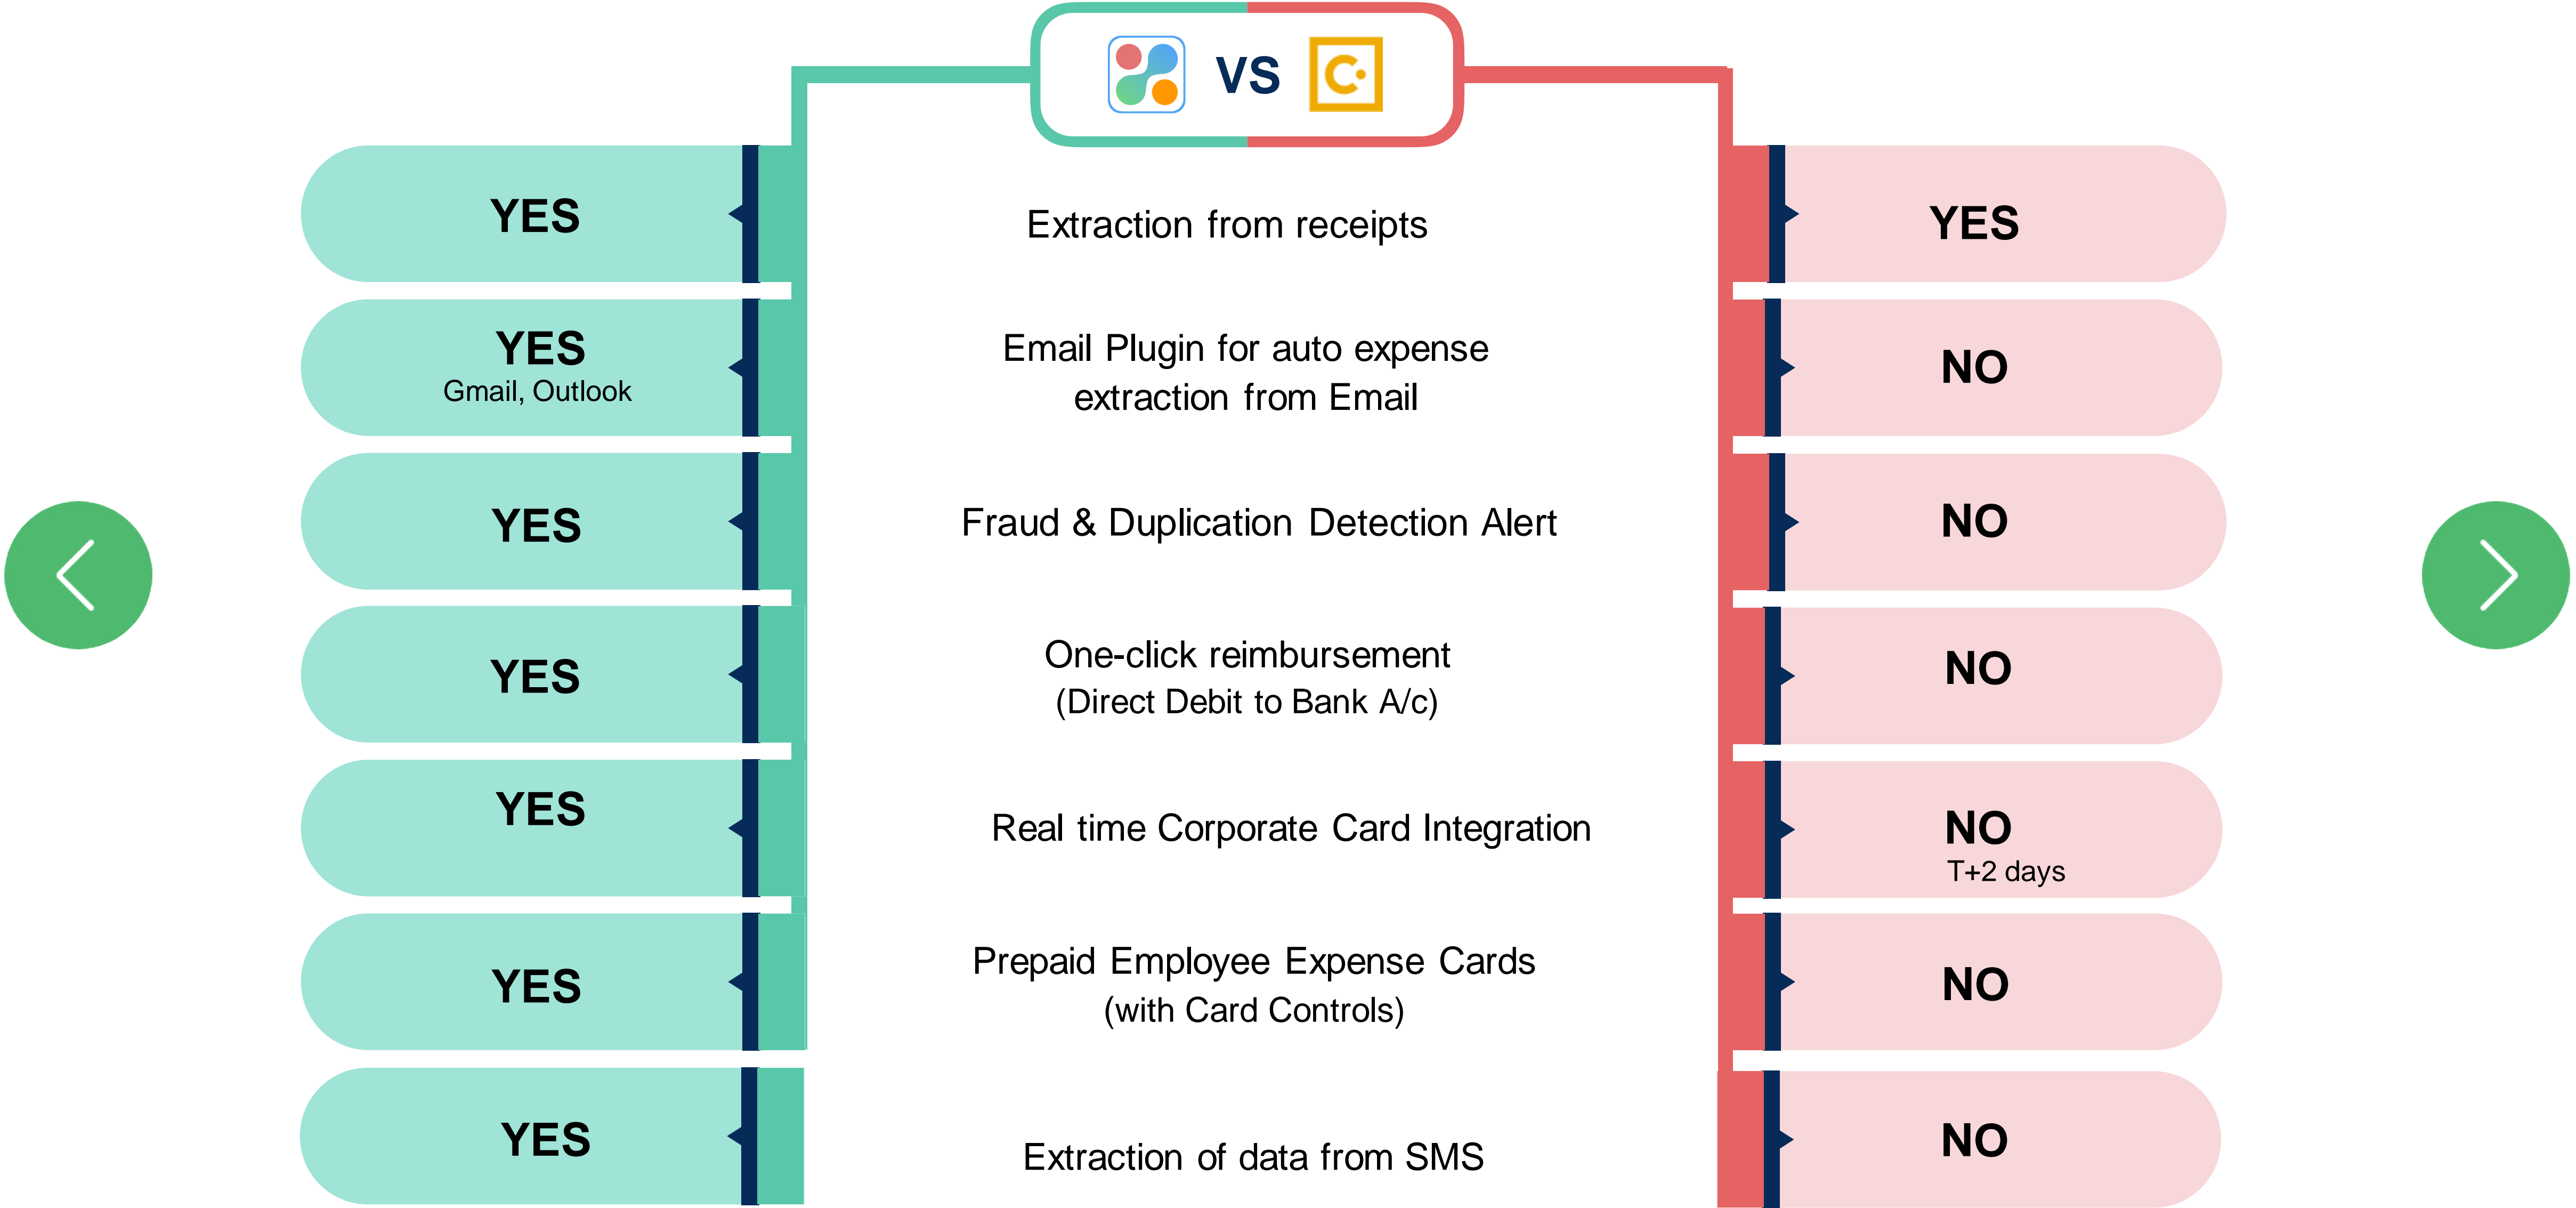 VS
C
YES
Extraction from receipts
YES
YES
Gmail, Outlook
Email Plugin for auto expense
extraction from Email
NO
YES
Fraud & Duplication Detection Alert
NO
YES
One-click reimbursement
(Direct Debit to Bank A/c)
NO
YES
Real time Corporate Card Integration
NO
T+2 days
YES
Prepaid Employee Expense Cards
(with Card Controls)
NO
YES
Extraction of data from SMS
NO